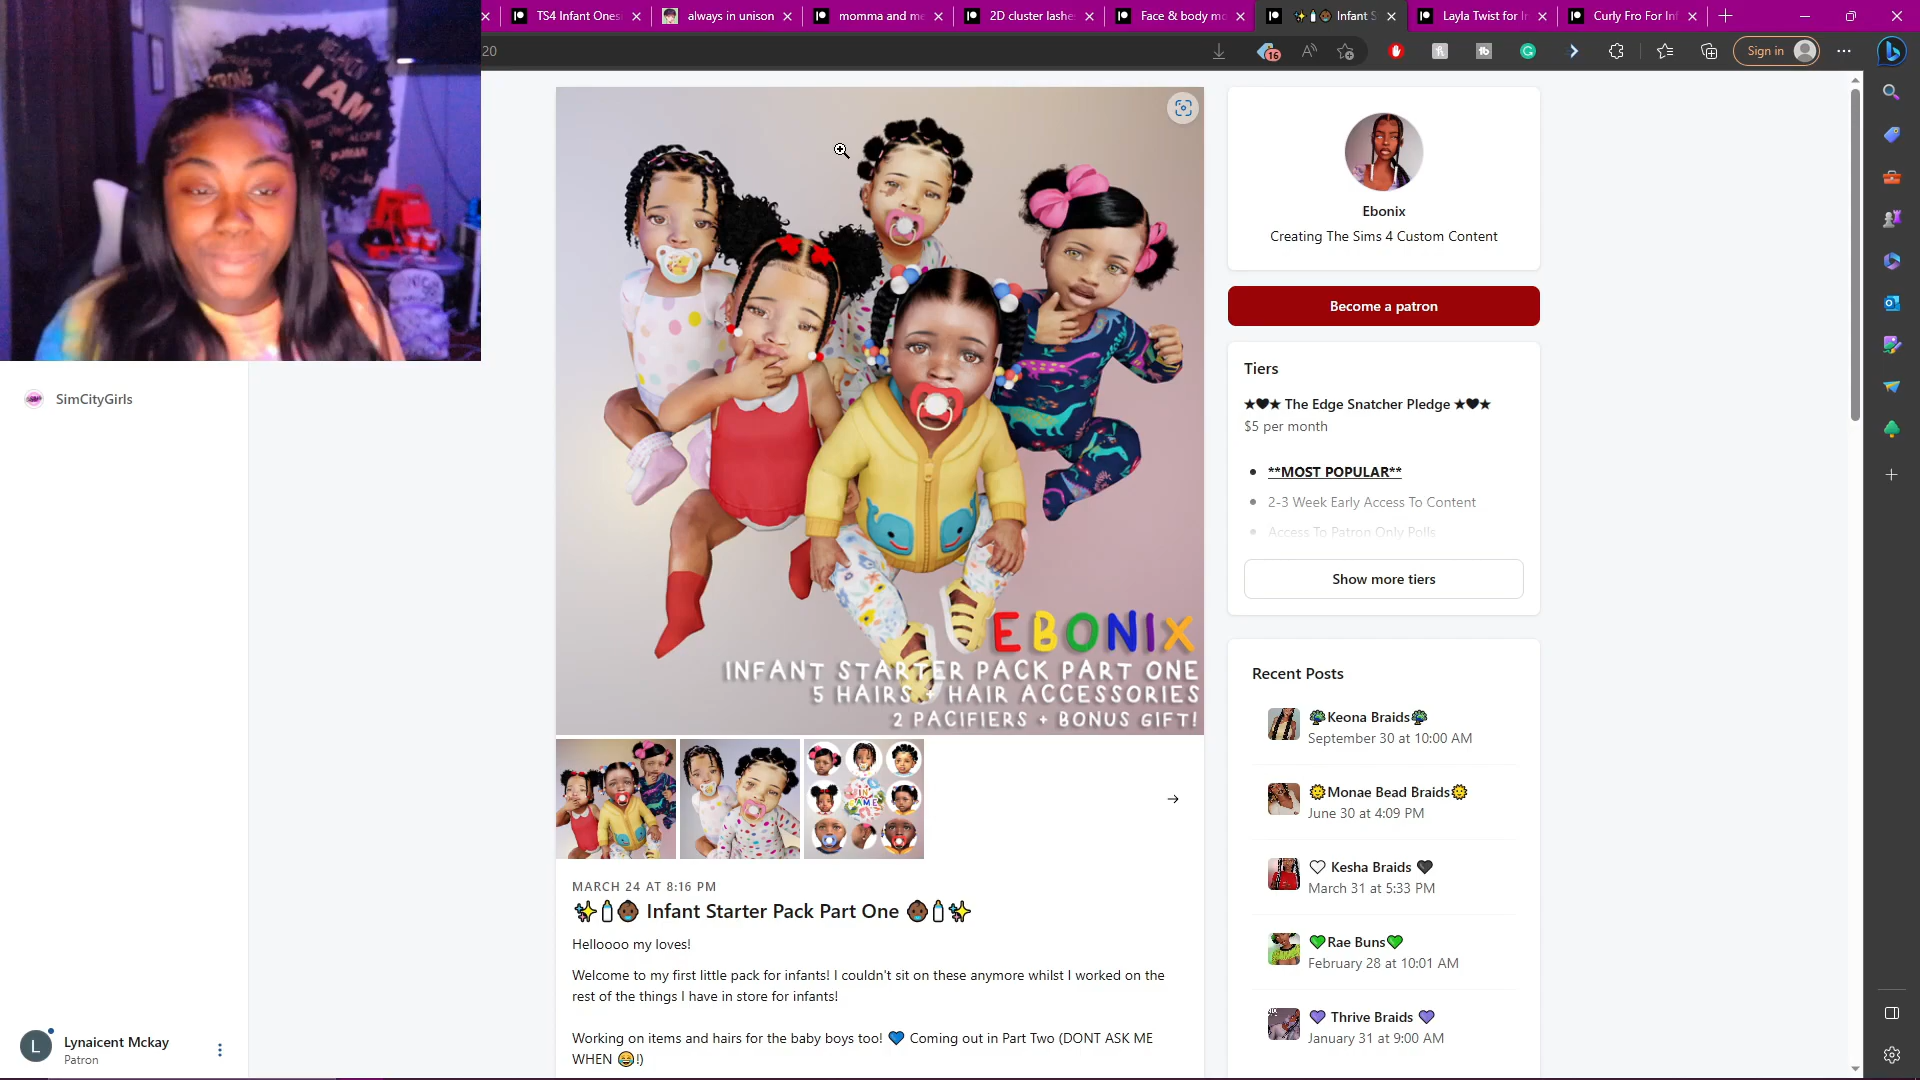 TS4 Infant Ones
always in unison
momma and me
2D cluster lashe
Face & body mo
Infant S
Layla Twist for I
Curly Fro For Inf
20
16
Sign in
I AM
SimCityGirls
EBONIX
INFANT STARTER PACK PART ONE
5 HAIRS + HAIR ACCESSORIES
2 PACIFIERS + BONUS GIFT!
IN GAME
MARCH 24 AT 8:16 PM
✨🍼👶🏿 Infant Starter Pack Part One 👶🏿🍼✨
Helloooo my loves!
Welcome to my first little pack for infants! I couldn't sit on these anymore whilst I worked on the
rest of the things I have in store for infants!
Working on items and hairs for the baby boys too! 💙 Coming out in Part Two (DONT ASK ME
WHEN 😂!)
Ebonix
Creating The Sims 4 Custom Content
Become a patron
Tiers
★🖤★ The Edge Snatcher Pledge ★🖤★
$5 per month
**MOST POPULAR**
2-3 Week Early Access To Content
Access To Patron Only Polls
Show more tiers
Recent Posts
🌳Keona Braids🌳
September 30 at 10:00 AM
🌞Monae Bead Braids🌞
June 30 at 4:09 PM
🤍 Kesha Braids 🖤
March 31 at 5:33 PM
💚Rae Buns💚
February 28 at 10:01 AM
💜 Thrive Braids 💜
January 31 at 9:00 AM
L
Lynaicent Mckay
Patron